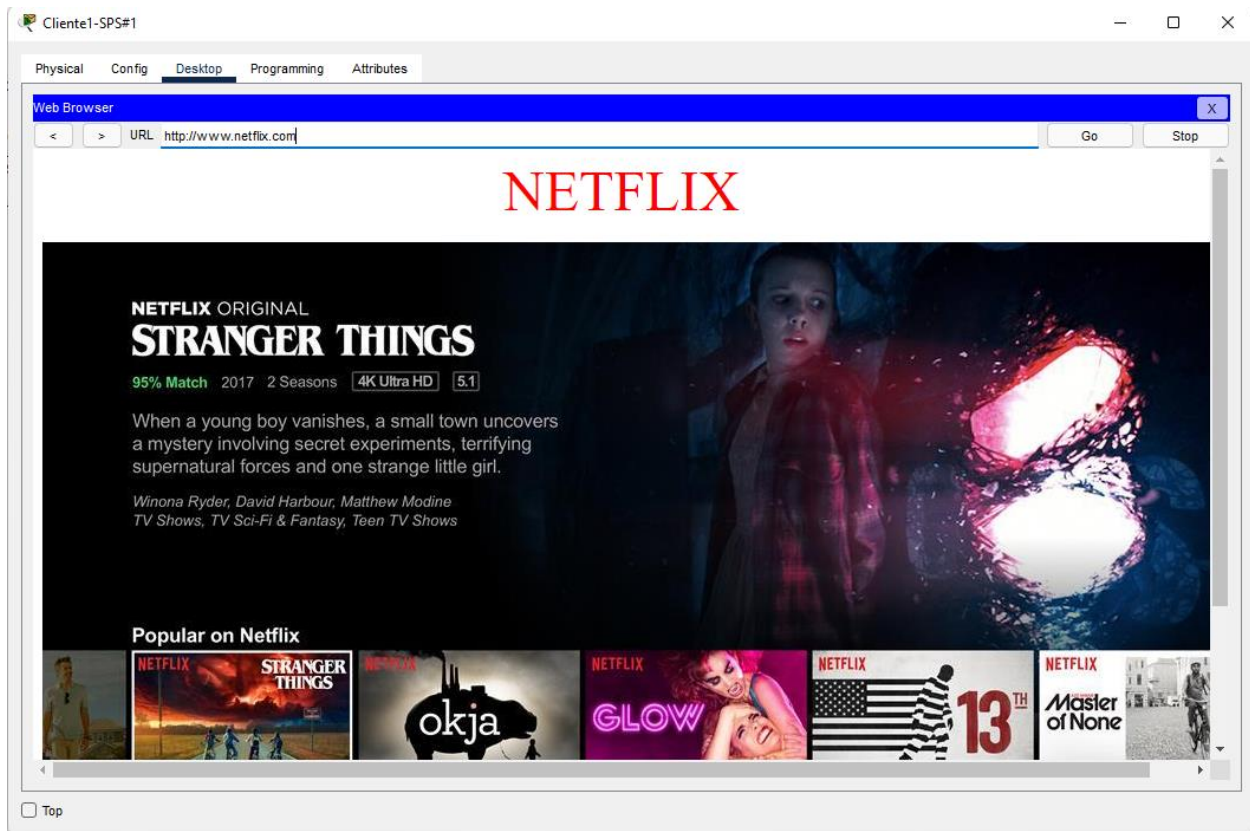 Cliente1-SPS#1
Physical Config Desktop Programming Attributes
Web Browser X
< > URL http://www.netflix.com Go Stop
NETFLIX
NETFLIX ORIGINAL
STRANGER THINGS
95% Match 2017 2 Seasons 4K Ultra HD 5.1
When a young boy vanishes, a small town uncovers
a mystery involving secret experiments, terrifying
supernatural forces and one strange little girl.
Winona Ryder, David Harbour, Matthew Modine
TV Shows, TV Sci-Fi & Fantasy, Teen TV Shows
Popular on Netflix
NETFLIX
STRANGER
THINGS
NETFLIX
okja
NETFLIX
GLOW
NETFLIX
13TH
NETFLIX
Master
of None
Top